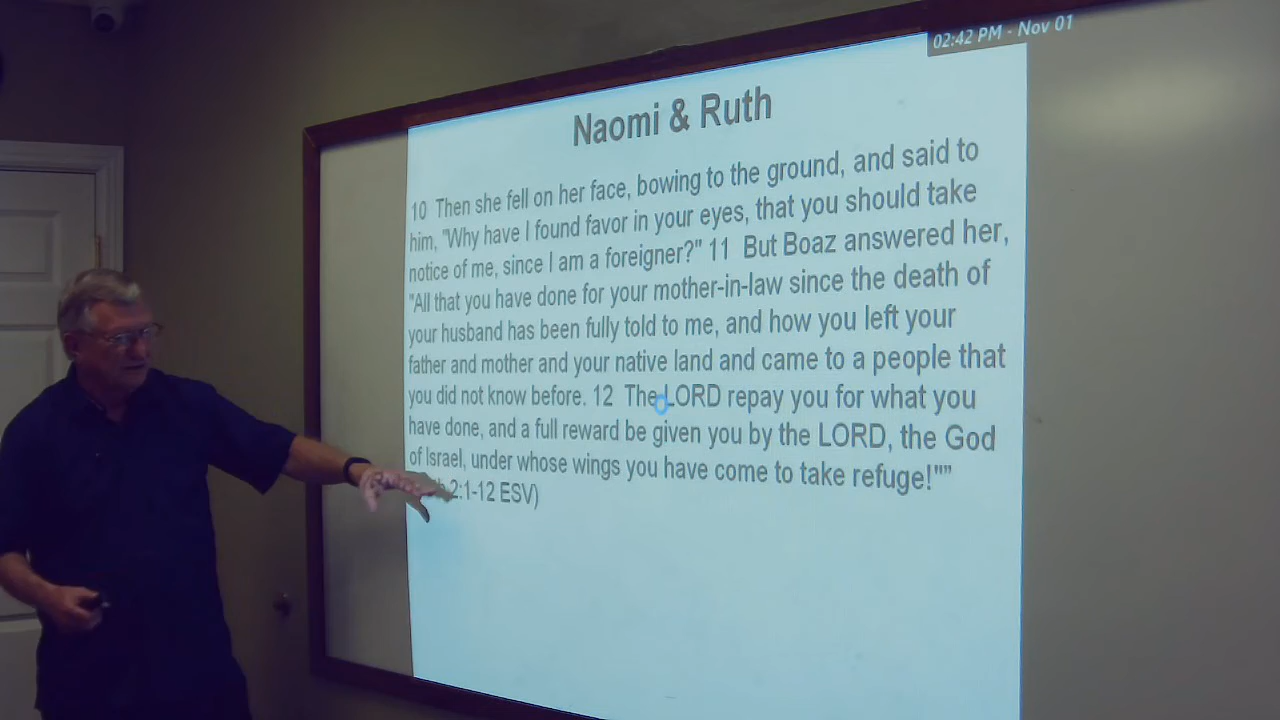 02:42 PM - Nov 01
Naomi & Ruth
10 Then she fell on her face, bowing to the ground, and said to
him, "Why have I found favor in your eyes, that you should take
notice of me, since I am a foreigner?" 11 But Boaz answered her,
"All that you have done for your mother-in-law since the death of
your husband has been fully told to me, and how you left your
father and mother and your native land and came to a people that
you did not know before. 12 The LORD repay you for what you
have done, and a full reward be given you by the LORD, the God
of Israel, under whose wings you have come to take refuge!""
2:1-12 ESV)